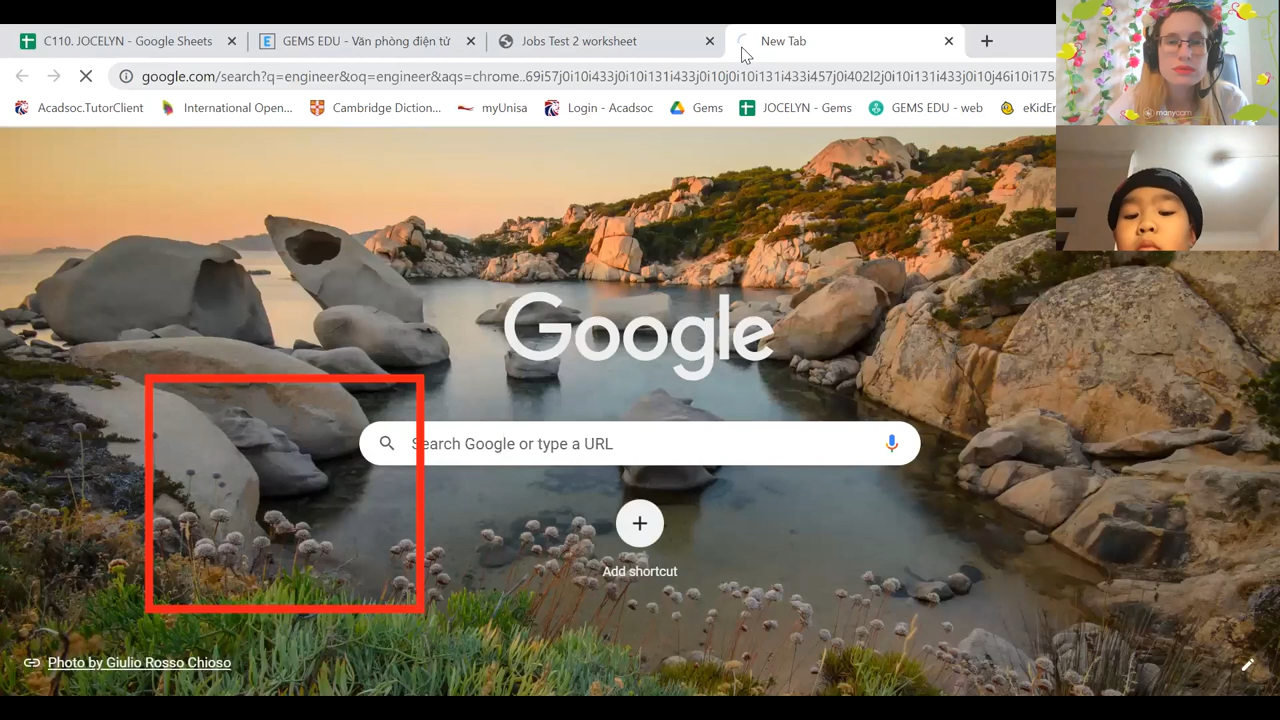 C110. JOCELYN - Google Sheets
GEMS EDU - Văn phòng điện tử
Jobs Test 2 worksheet
New Tab
google.com/search?q=engineer&oq=engineer&aqs=chrome..69i57j0i10i433j0i10i131i433j0i10j0i10i131i433i457j0i402l2j0i10i131i433j0i10j46i10i175
Acadsoc.TutorClient
International Open...
Cambridge Diction...
myUnisa
Login - Acadsoc
Gems
JOCELYN - Gems
GEMS EDU - web
eKidEn
manycam
Google
Search Google or type a URL
Add shortcut
Photo by Giulio Rosso Chioso